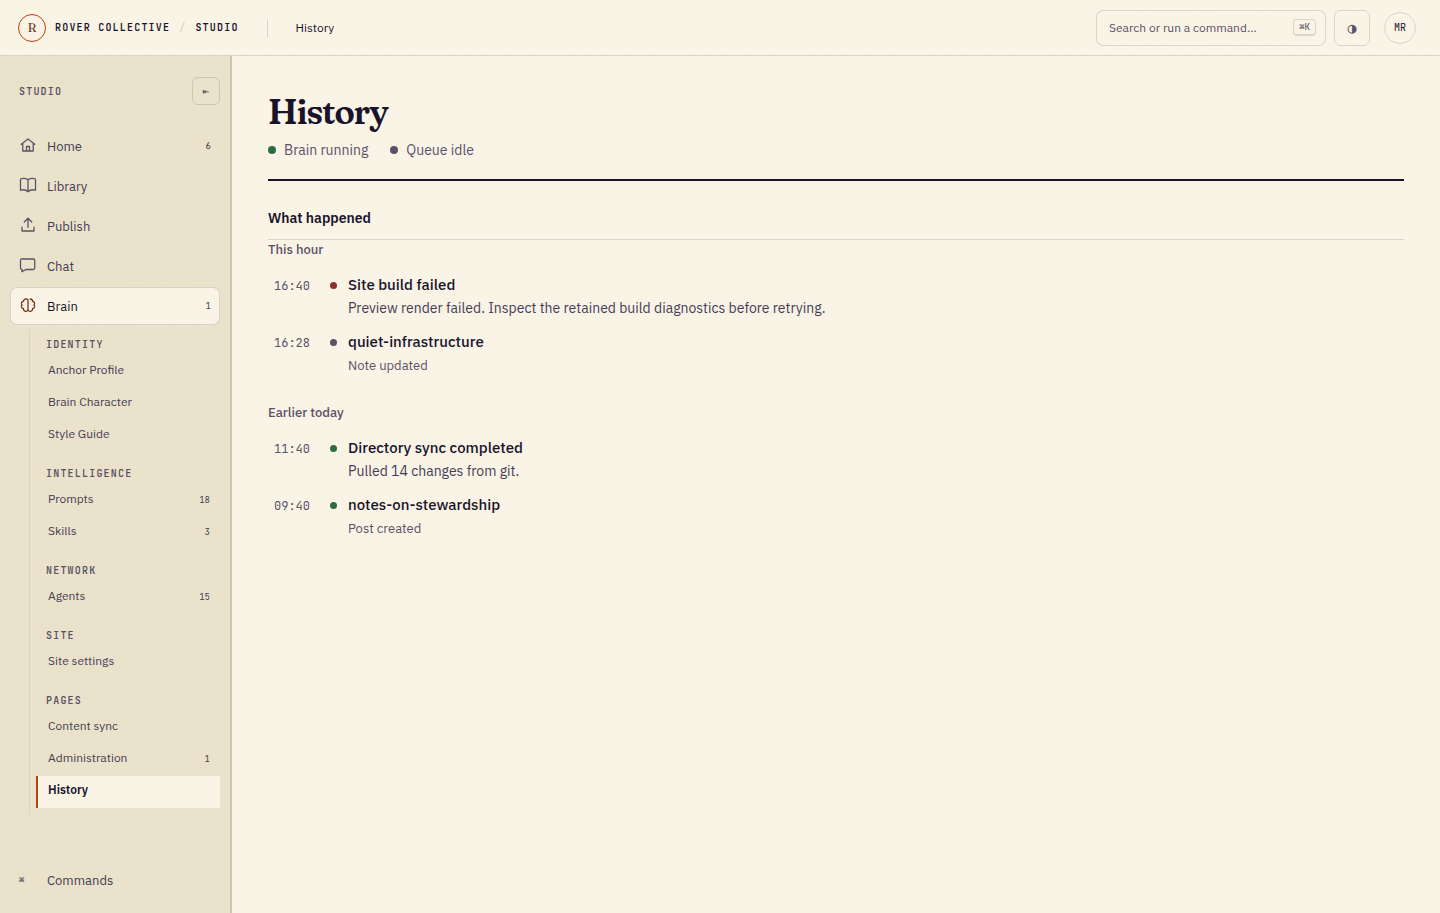 R ROVER COLLECTIVE / STUDIO History Search or run a command... ⌘K ◑ MR
STUDIO ⇤
Home 6
Library
Publish
Chat
Brain 1
IDENTITY
Anchor Profile
Brain Character
Style Guide
INTELLIGENCE
Prompts 18
Skills 3
NETWORK
Agents 15
SITE
Site settings
PAGES
Content sync
Administration 1
History
⌘ Commands
History
Brain running Queue idle
What happened
This hour
16:40 Site build failed
Preview render failed. Inspect the retained build diagnostics before retrying.
16:28 quiet-infrastructure
Note updated
Earlier today
11:40 Directory sync completed
Pulled 14 changes from git.
09:40 notes-on-stewardship
Post created